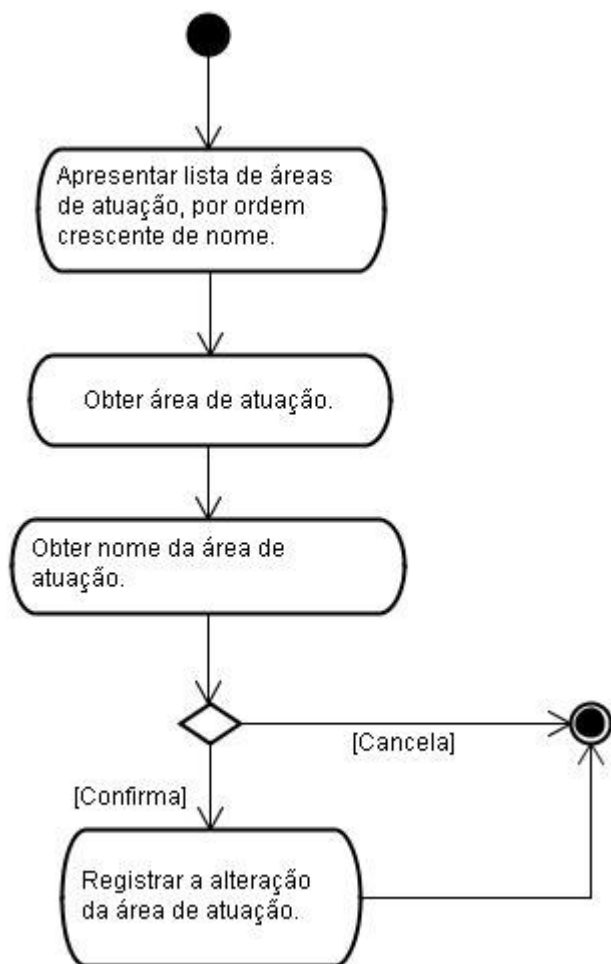 Apresentar lista de áreas
de atuação, por ordem
crescente de nome.
Obter área de atuação.
Obter nome da área de
atuação.
[Cancela]
[Confirma]
Registrar a alteração
da área de atuação.